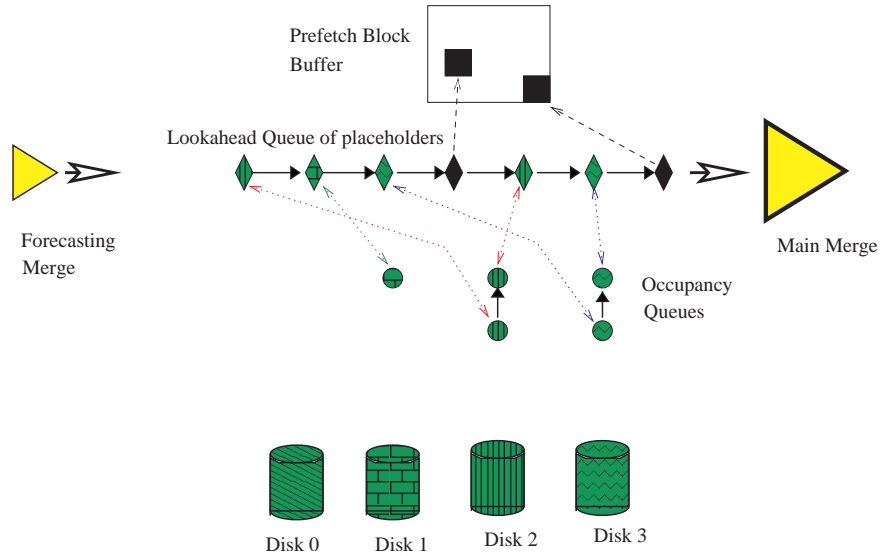 Prefetch Block
Buffer
Lookahead Queue of placeholders
Forecasting
Merge
Main Merge
Occupancy
Queues
Disk 0
Disk 1
Disk 2
Disk 3